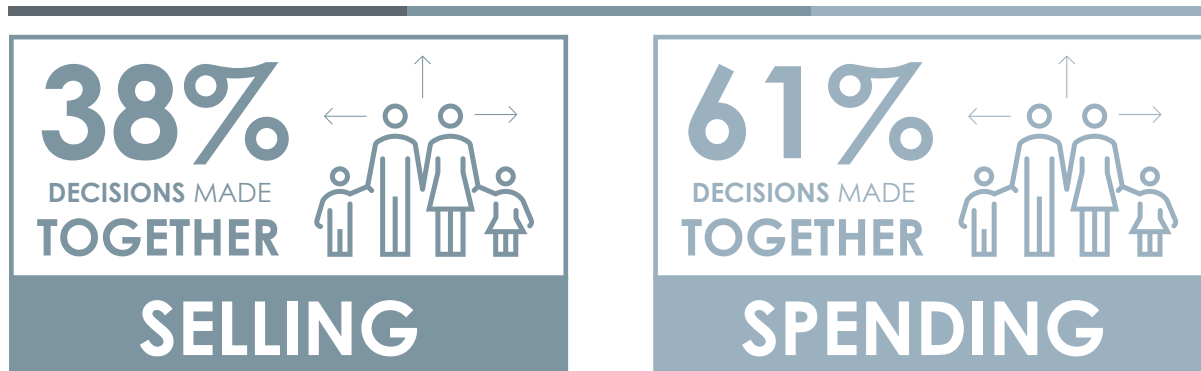 38%
DECISIONS MADE
TOGETHER
SELLING
61%
DECISIONS MADE
TOGETHER
SPENDING